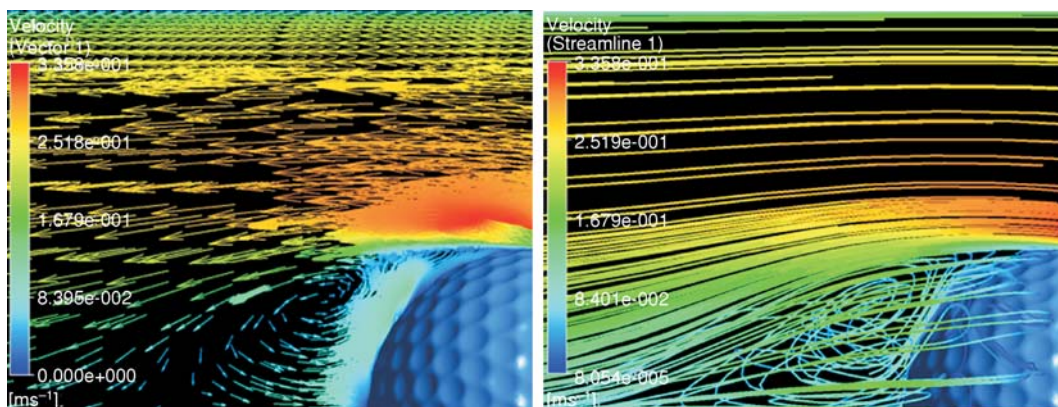 Velocity
(Vector 1)
3.358e-001
2.518e-001
1.679e-001
8.395e-002
0.000e+000
[ms⁻¹]
Velocity
(Streamline 1)
3.358e-001
2.519e-001
1.679e-001
8.401e-002
8.054e-005
[ms⁻¹]